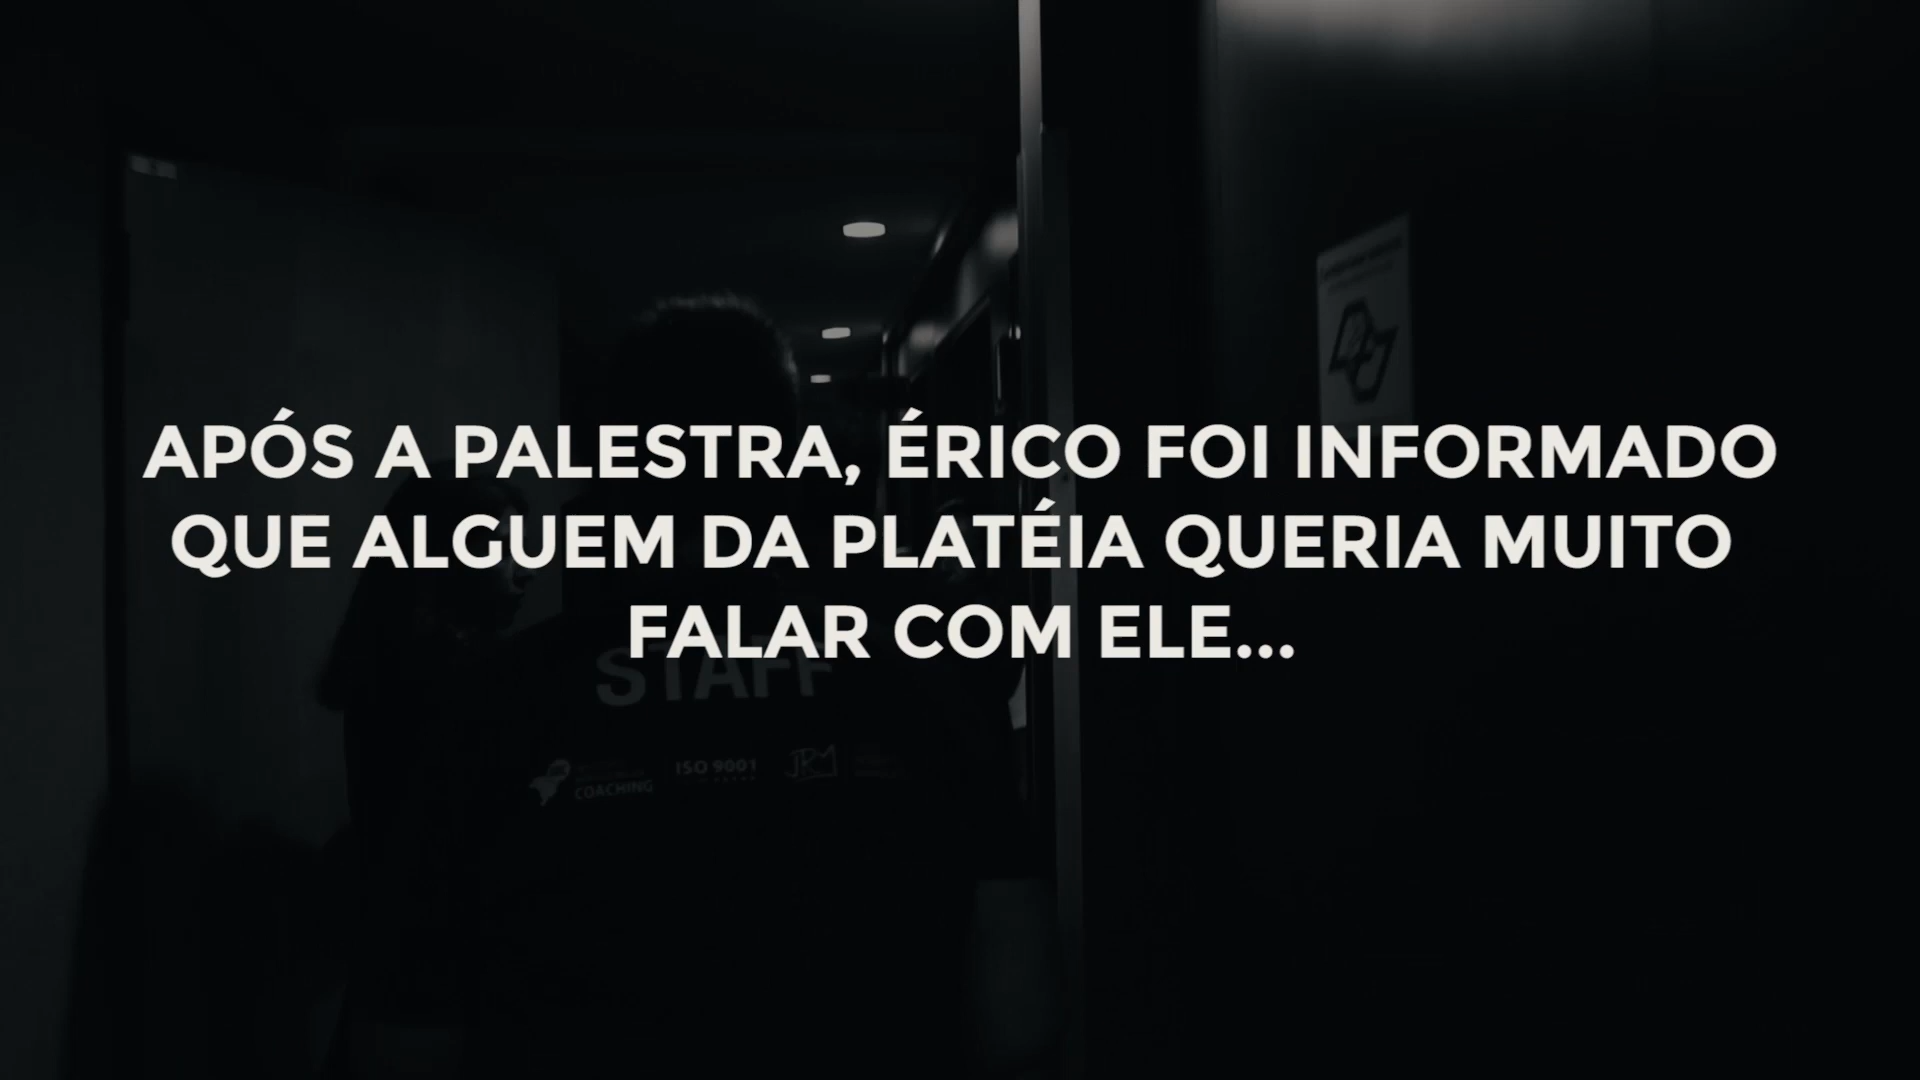 APÓS A PALESTRA, ÉRICO FOI INFORMADO
QUE ALGUEM DA PLATÉIA QUERIA MUITO
FALAR COM ELE...
STAFF
COACHING
ISO 9001